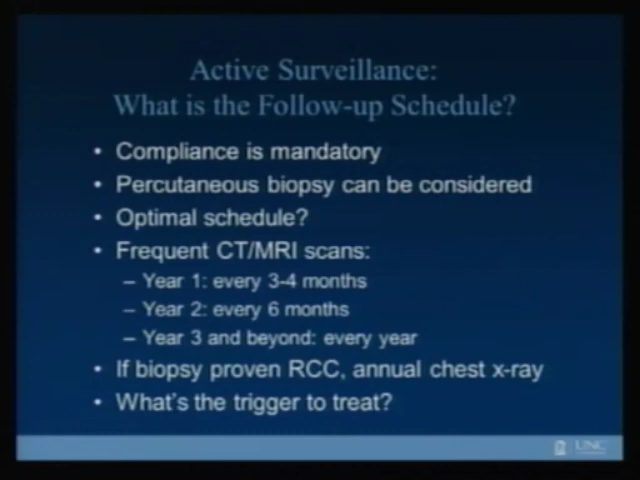 Active Surveillance:
What is the Follow-up Schedule?
• Compliance is mandatory
• Percutaneous biopsy can be considered
• Optimal schedule?
• Frequent CT/MRI scans:
– Year 1: every 3-4 months
– Year 2: every 6 months
– Year 3 and beyond: every year
• If biopsy proven RCC, annual chest x-ray
• What's the trigger to treat?
UNC